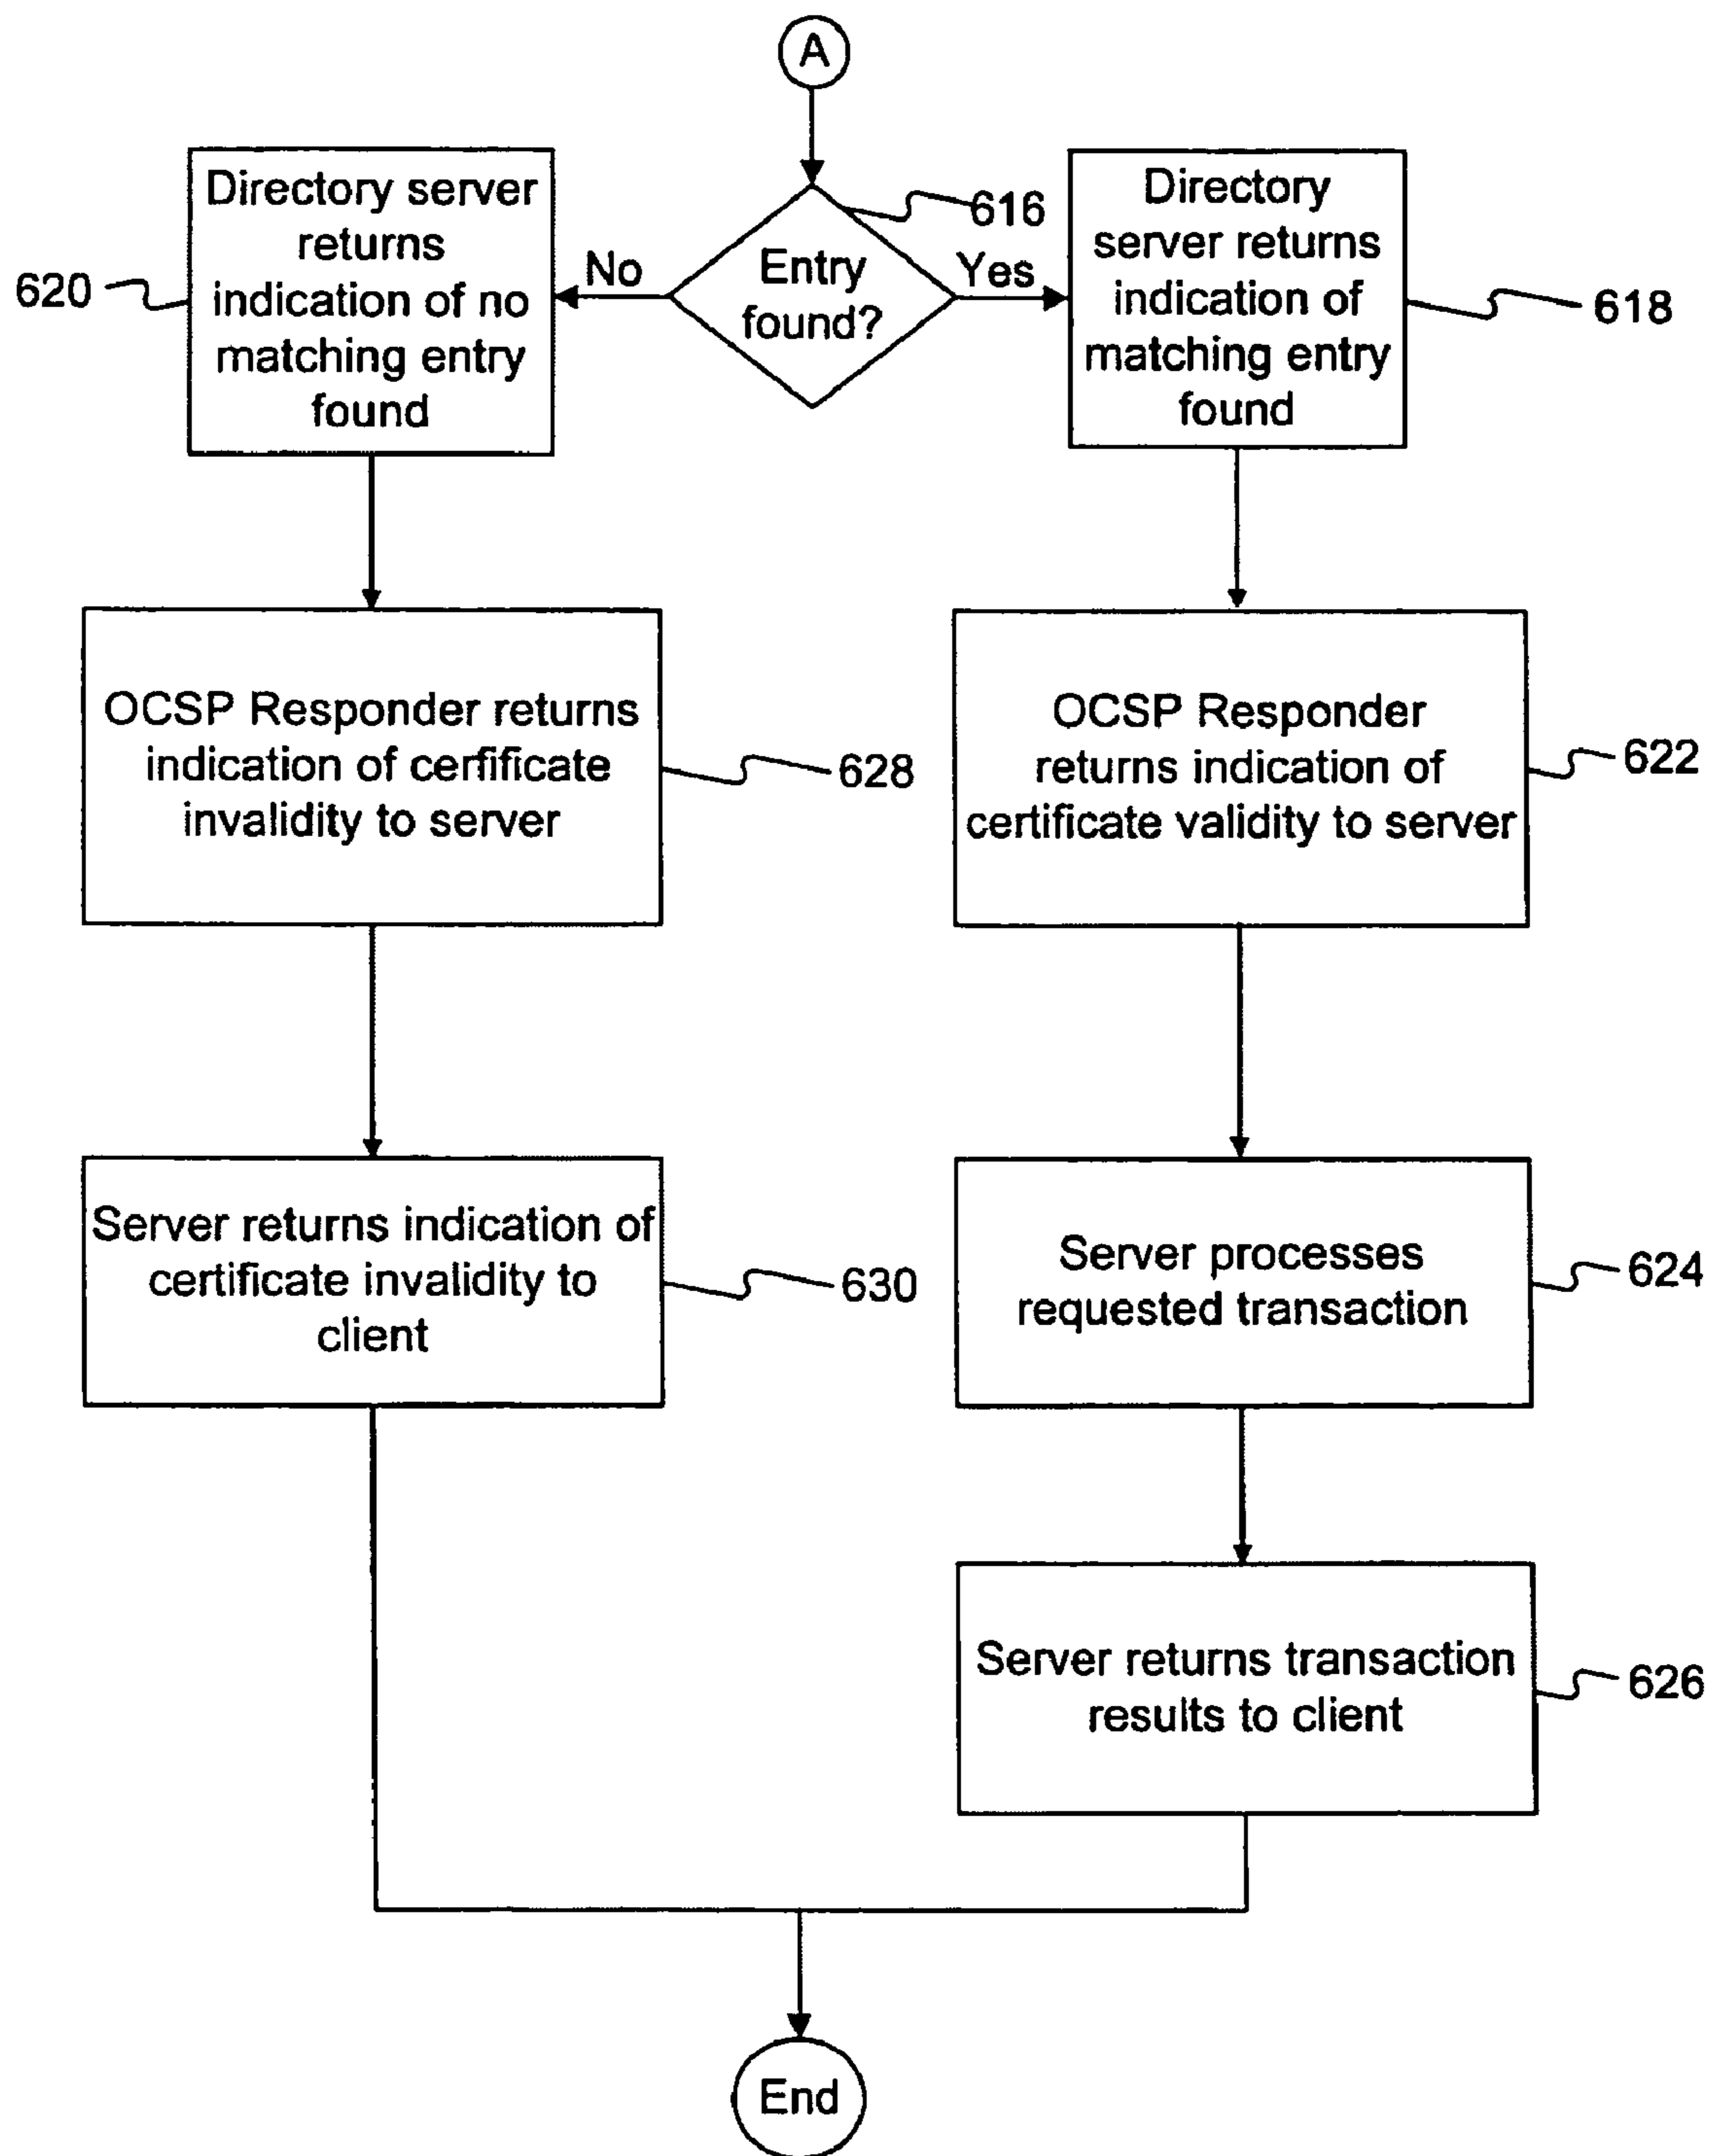 A
Directory server
returns
indication of no
matching entry
found
620
No
Entry
found?
616
Yes
Directory
server returns
indication of
matching entry
found
618
OCSP Responder returns
indication of cerfificate
invalidity to server
628
OCSP Responder
returns indication of
certificate validity to server
622
Server returns indication of
certificate invalidity to
client
630
Server processes
requested transaction
624
Server returns transaction
results to client
626
End